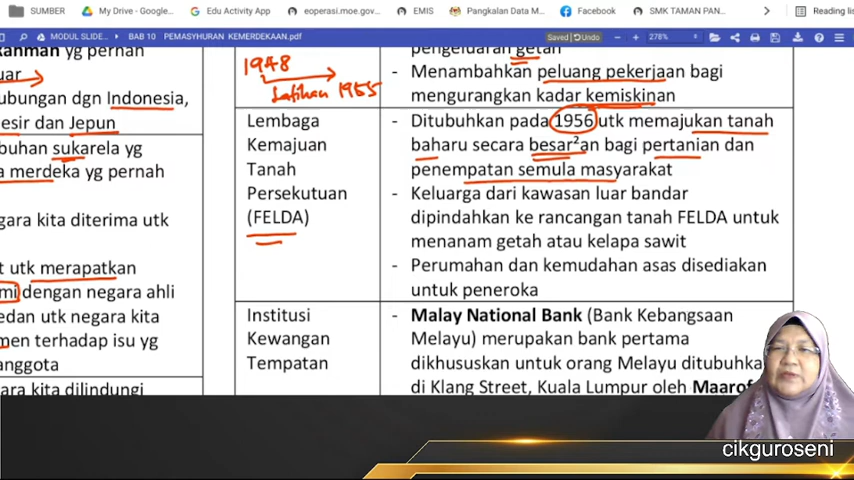 SUMBER
My Drive - Google...
Edu Activity Blog
eoperasi.moe.gov...
EMIS
Pangkalan Data M...
Facebook
SMK TAMAN PAN...
Reading list
MODUL SLIDE...
BAB 10 PEMASYHURAN KEMERDEKAAN.pdf
Saved
Undo
278%
Rahman yg pernah
uar
ubungan dgn Indonesia,
esir dan Jepun
buhan sukarela yg
a merdeka yg pernah
gara kita diterima utk
t utk merapatkan
mi dengan negara ahli
edan utk negara kita
men terhadap isu yg
anggota
ara kita dilindungi
1948
Latihan 1955
pengeluaran getah
- Menambahkan peluang pekerjaan bagi
mengurangkan kadar kemiskinan
Lembaga
Kemajuan
Tanah
Persekutuan
(FELDA)
- Ditubuhkan pada 1956 utk memajukan tanah
baharu secara besar²an bagi pertanian dan
penempatan semula masyarakat
- Keluarga dari kawasan luar bandar
dipindahkan ke rancangan tanah FELDA untuk
menanam getah atau kelapa sawit
- Perumahan dan kemudahan asas disediakan
untuk peneroka
Institusi
Kewangan
Tempatan
- Malay National Bank (Bank Kebangsaan
Melayu) merupakan bank pertama
dikhususkan untuk orang Melayu ditubuhka
di Klang Street, Kuala Lumpur oleh Maarof
cikguroseni